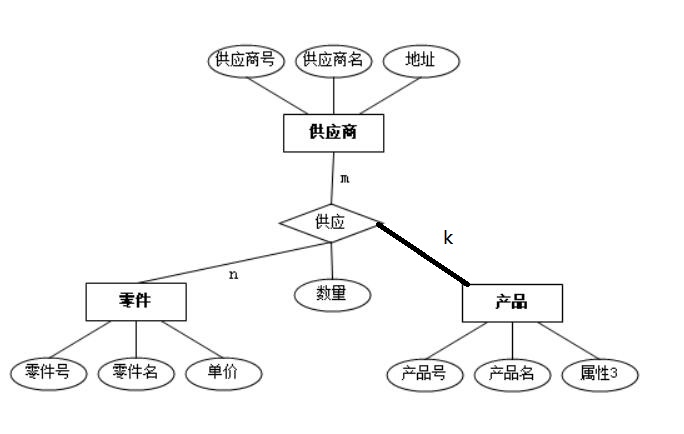 供应商号 供应商名 地址
供应商
m
供应
k
n
数量
零件 产品
零件号 零件名 单价 产品号 产品名 属性3